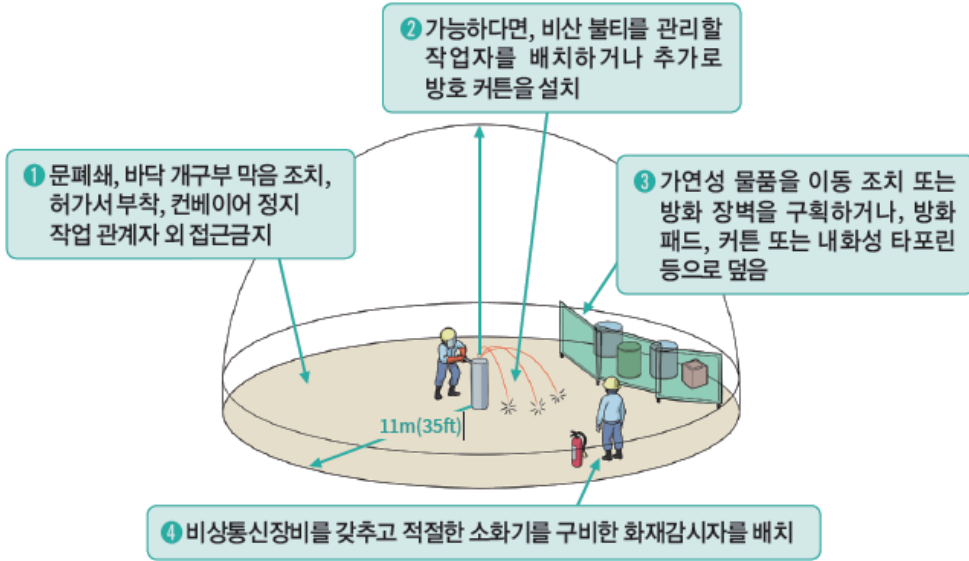 ❷ 가능하다면, 비산 불티를 관리할
작업자를 배치하거나 추가로
방호 커튼을 설치
❶ 문폐쇄, 바닥 개구부 막음 조치,
허가서 부착, 컨베이어 정지
작업 관계자 외 접근금지
❸ 가연성 물품을 이동 조치 또는
방화 장벽을 구획하거나, 방화
패드, 커튼 또는 내화성 타포린
등으로 덮음
11m(35ft)
❹ 비상통신장비를 갖추고 적절한 소화기를 구비한 화재감시자를 배치